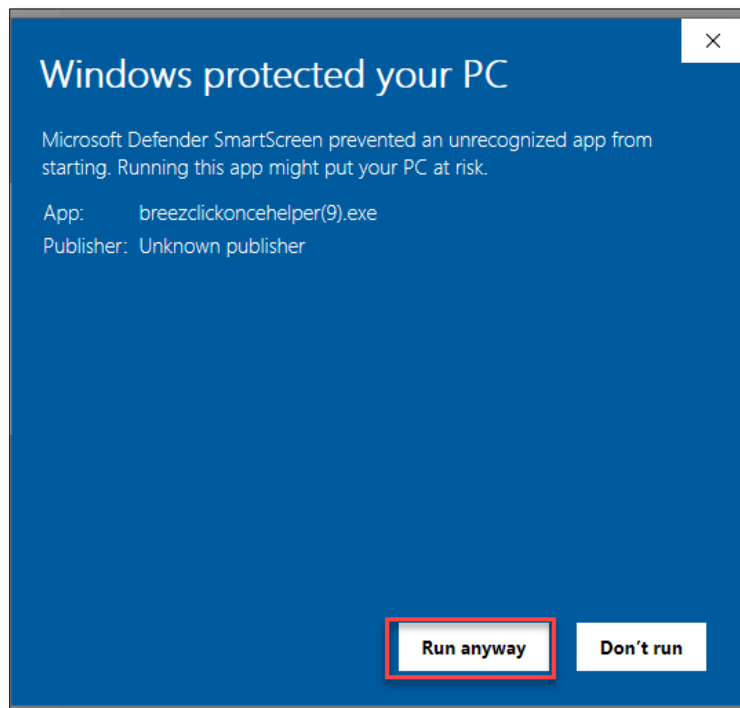 Windows protected your PC
Microsoft Defender SmartScreen prevented an unrecognized app from
starting. Running this app might put your PC at risk.
App: breezclickoncehelper(9).exe
Publisher: Unknown publisher
Run anyway Don't run